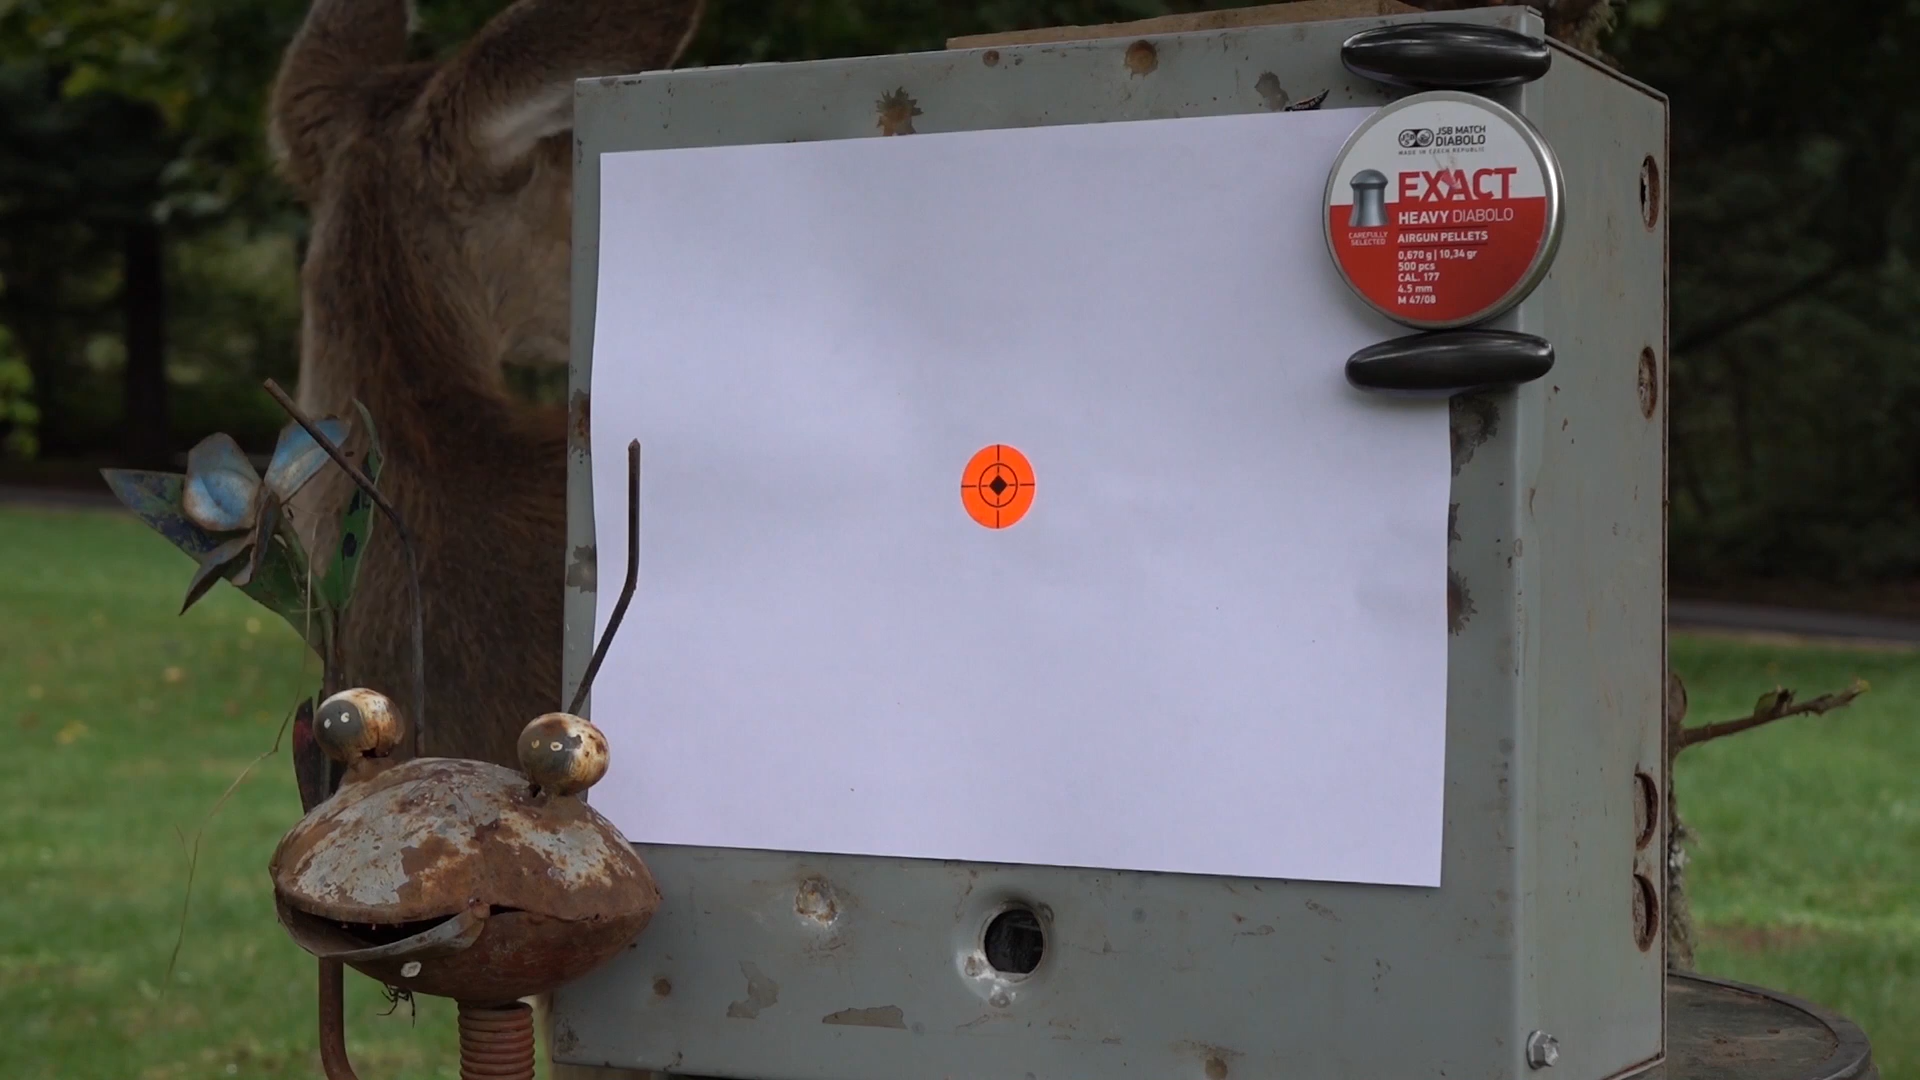 JSB MATCH
DIABOLO
MADE IN CZECH REPUBLIC
EXACT
HEAVY DIABOLO
CAREFULLY
SELECTED
AIRGUN PELLETS
0,670 g | 10,34 gr
500 pcs
CAL. 177
4.5 mm
M 47/08